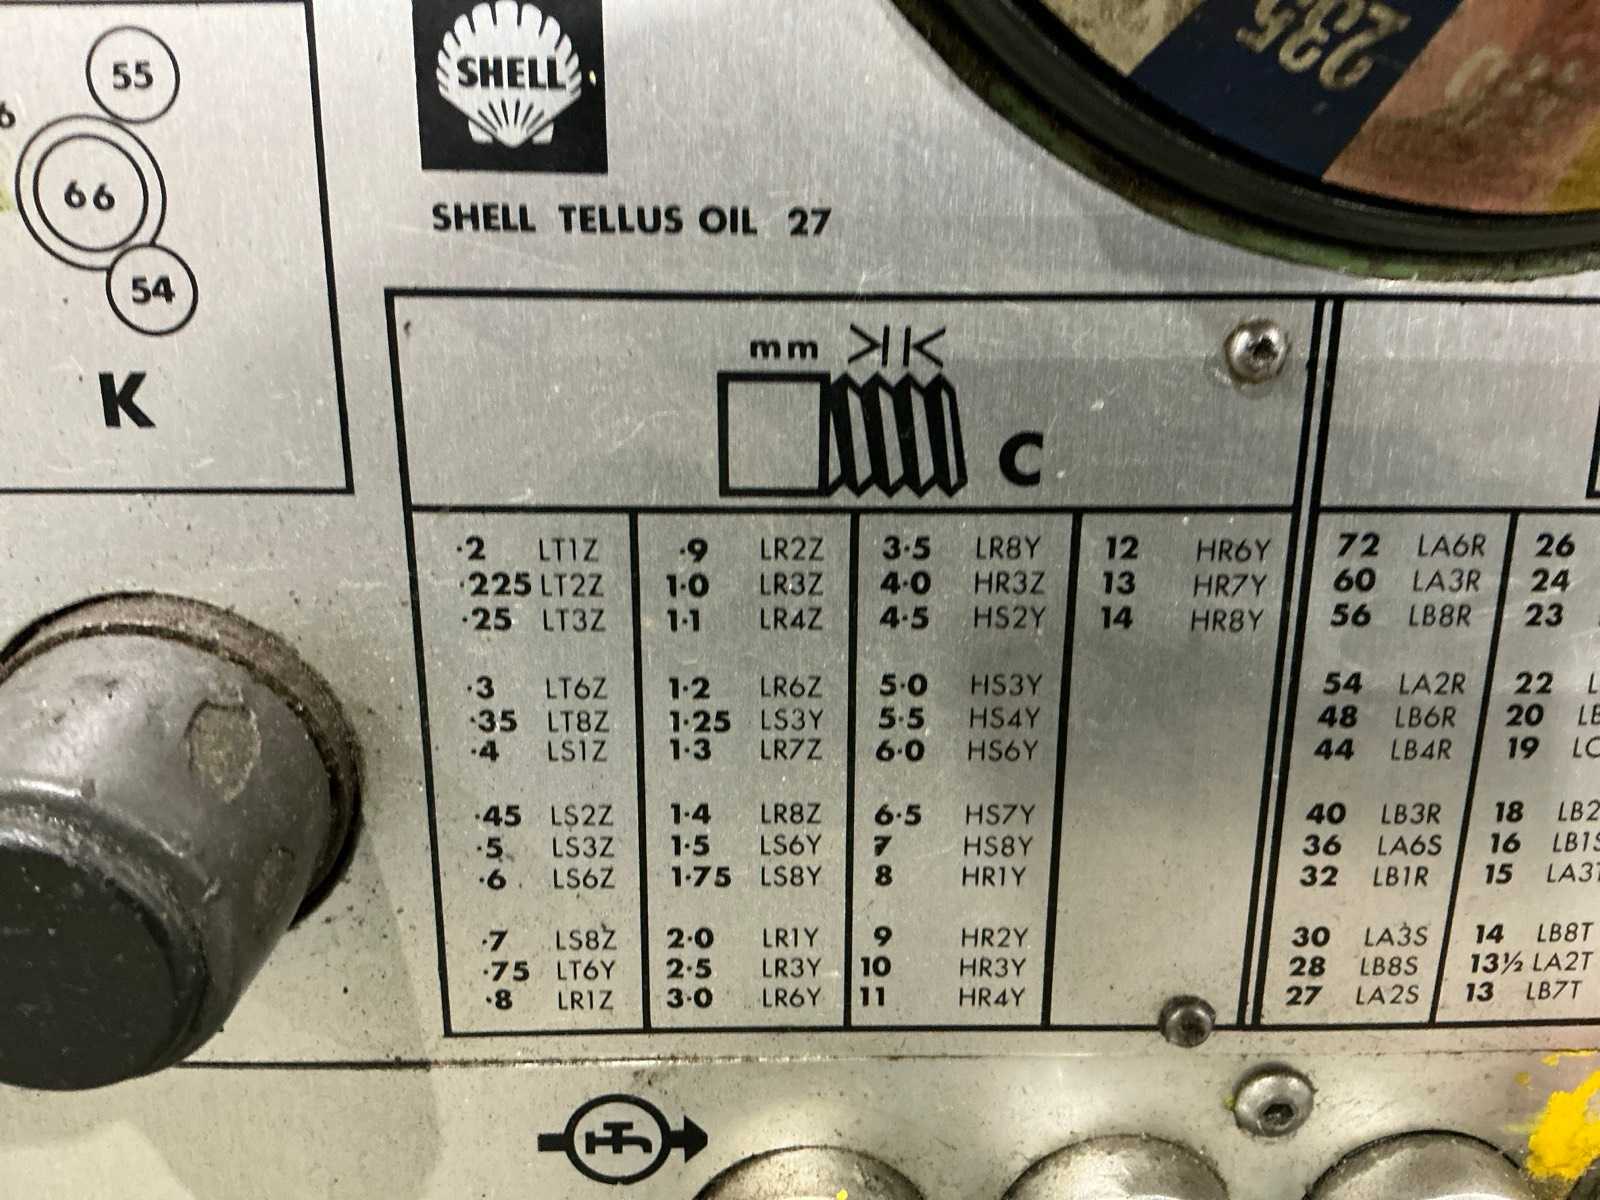 55
66
54
K
SHELL
SHELL TELLUS OIL 27
235
mm
C
·2 LT1Z ·9 LR2Z 3·5 LR8Y 12 HR6Y 72 LA6R 26
·225 LT2Z 1·0 LR3Z 4·0 HR3Z 13 HR7Y 60 LA3R 24
·25 LT3Z 1·1 LR4Z 4·5 HS2Y 14 HR8Y 56 LB8R 23
·3 LT6Z 1·2 LR6Z 5·0 HS3Y 54 LA2R 22
·35 LT8Z 1·25 LS3Y 5·5 HS4Y 48 LB6R 20
·4 LS1Z 1·3 LR7Z 6·0 HS6Y 44 LB4R 19
·45 LS2Z 1·4 LR8Z 6·5 HS7Y 40 LB3R 18 LB2
·5 LS3Z 1·5 LS6Y 7 HS8Y 36 LA6S 16 LB1S
·6 LS6Z 1·75 LS8Y 8 HR1Y 32 LB1R 15 LA3T
·7 LS8Z 2·0 LR1Y 9 HR2Y 30 LA3S 14 LB8T
·75 LT6Y 2·5 LR3Y 10 HR3Y 28 LB8S 13½ LA2T
·8 LR1Z 3·0 LR6Y 11 HR4Y 27 LA2S 13 LB7T